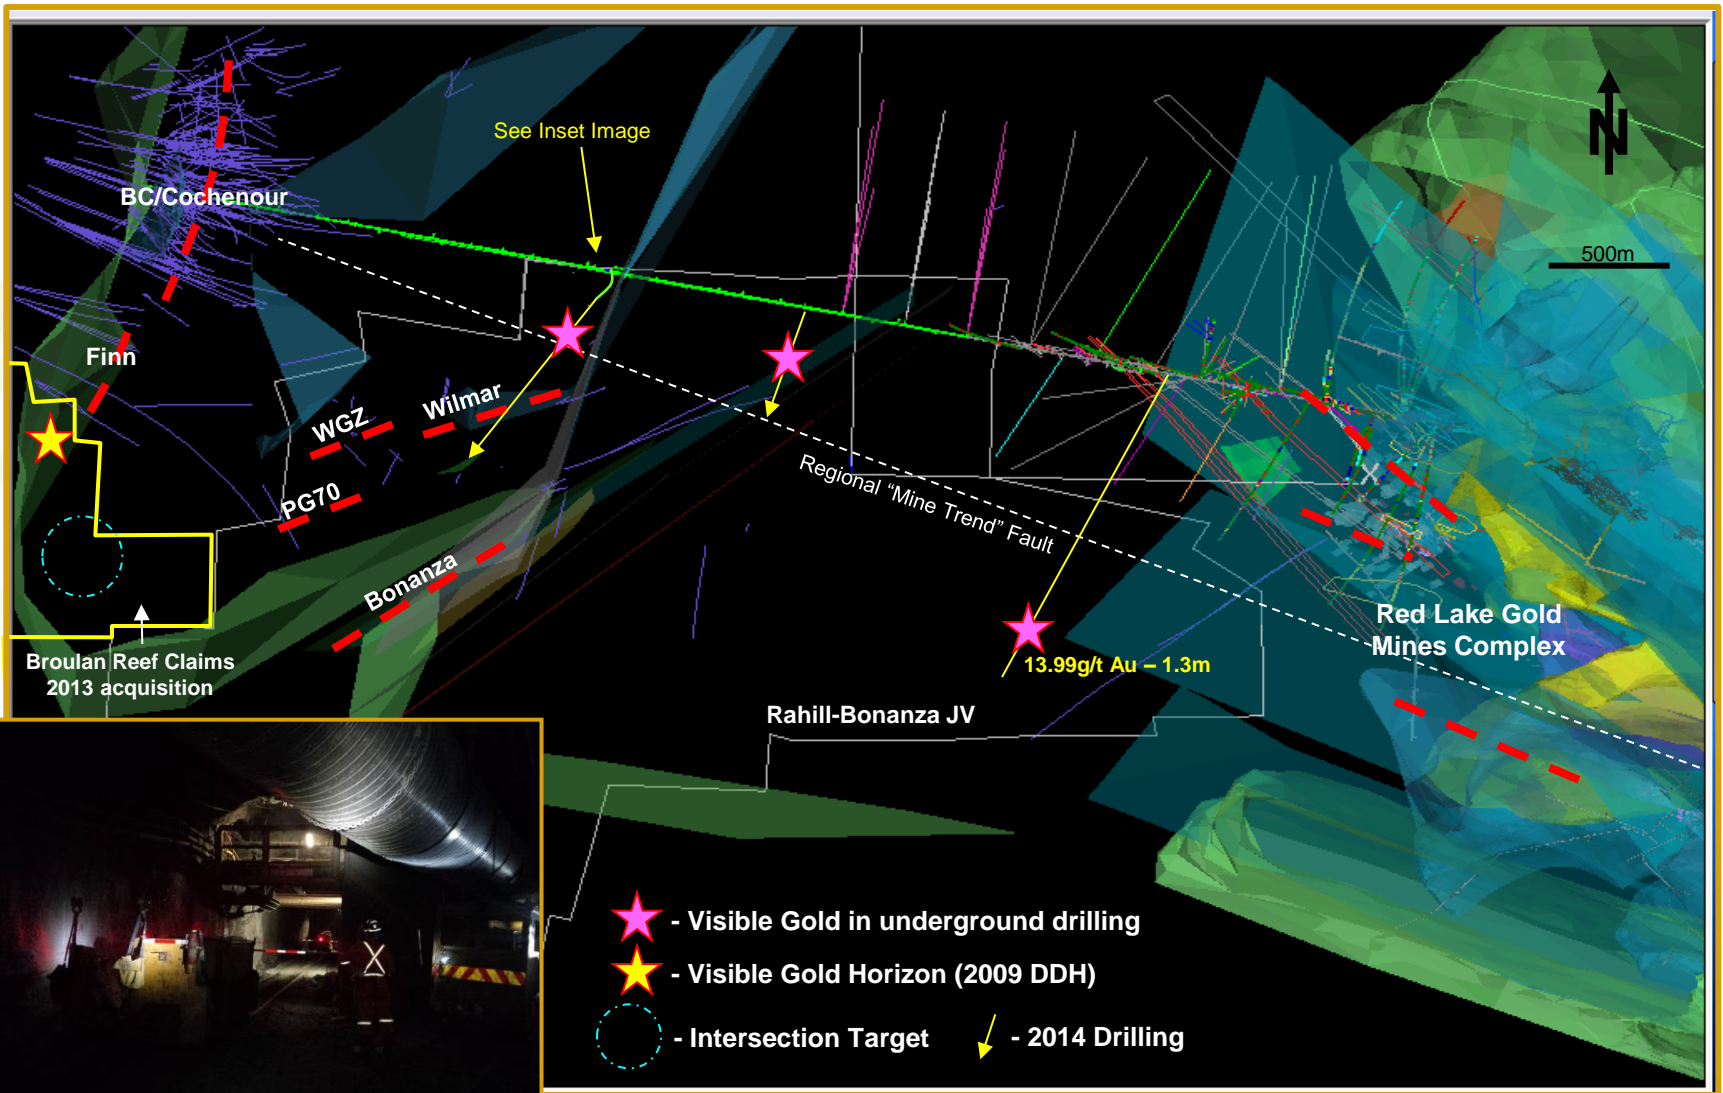 See Inset Image
N
BC/Cochenour
500m
Finn
Wilmar
WGZ
PG70
Regional “Mine Trend” Fault
Bonanza
Red Lake Gold
Mines Complex
Broulan Reef Claims
2013 acquisition
13.99g/t Au – 1.3m
Rahill-Bonanza JV
- Visible Gold in underground drilling
- Visible Gold Horizon (2009 DDH)
- Intersection Target
- 2014 Drilling